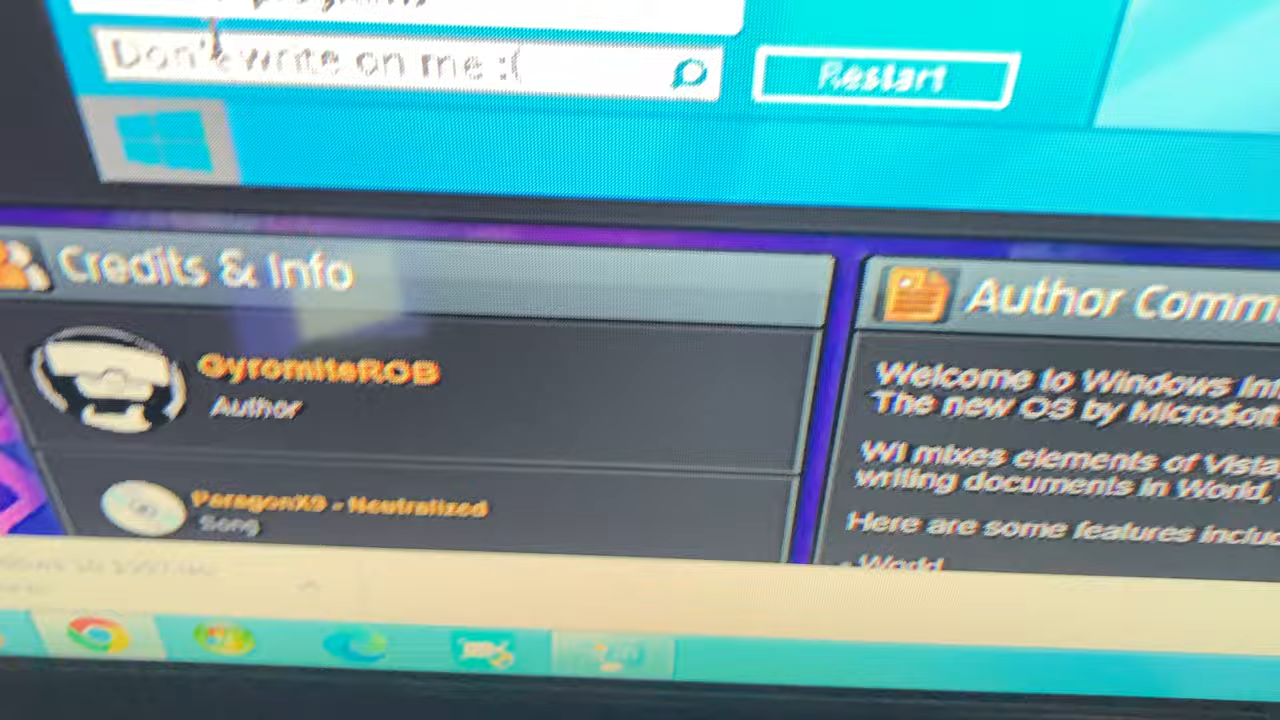 Don't write on me :(
Restart
Credits & Info
GyromiteROB
Author
ParagonX9 - Neutralized
Song
Author Comm
Welcome to Windows
The new OS by Micro$oft
WI mixes elements of Vista
writing documents in World,
Here are some features
- World